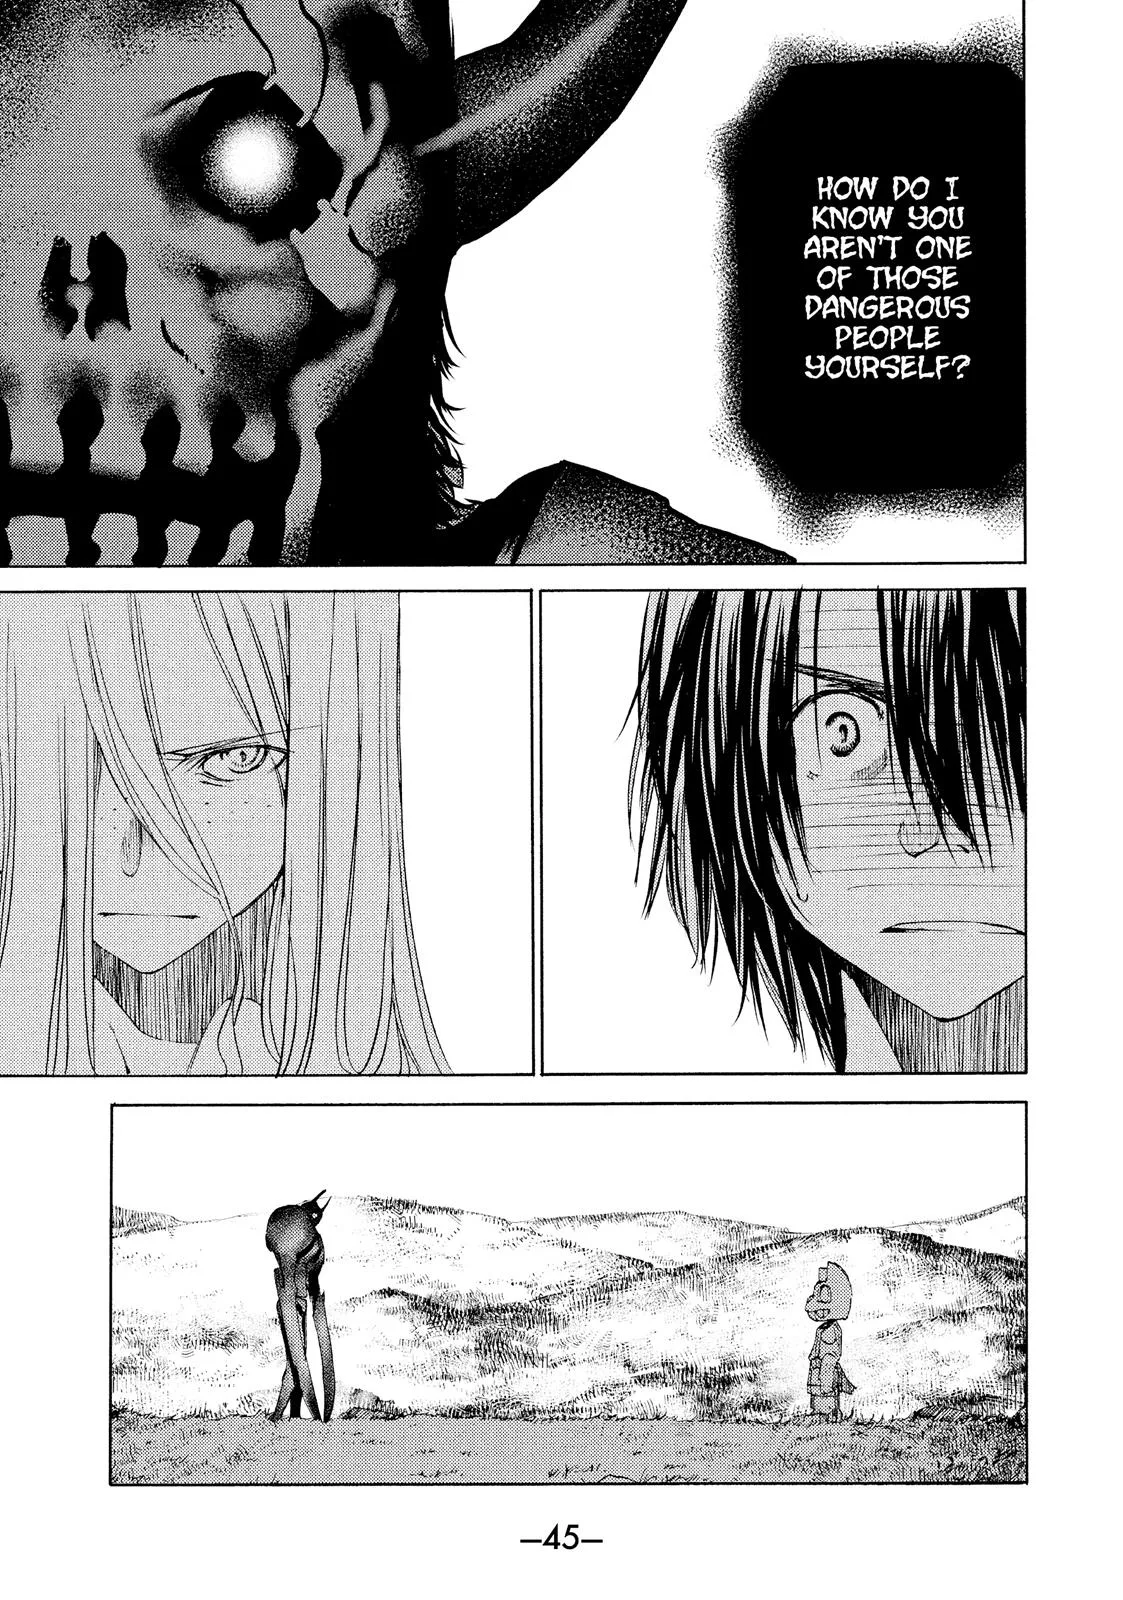 HOW DO I
KNOW YOU
AREN'T ONE
OF THOSE
DANGEROUS
PEOPLE
YOURSELF?
—45—